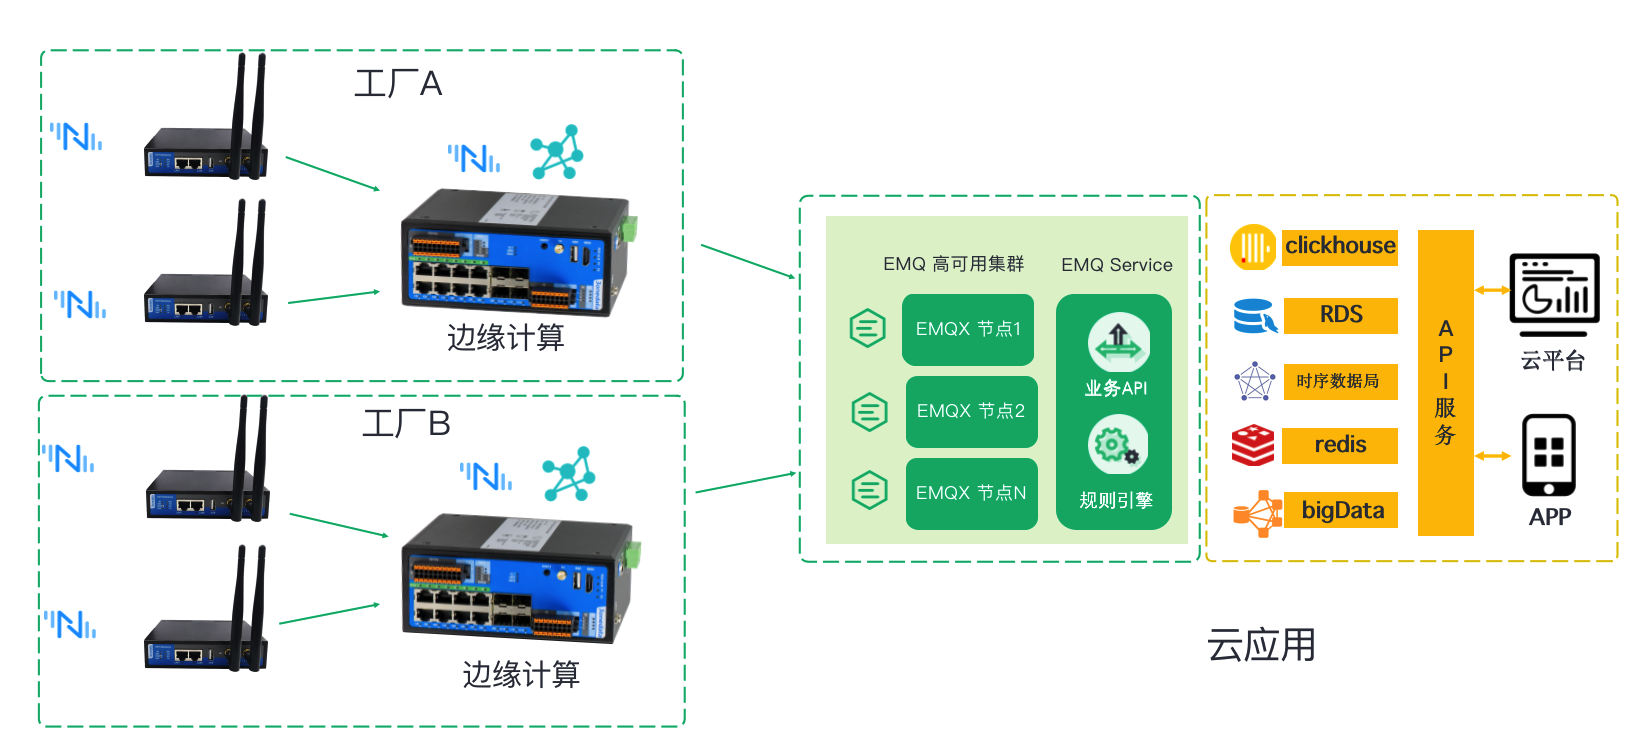 工厂A
边缘计算
工厂B
边缘计算
EMQ 高可用集群
EMQX 节点1
EMQX 节点2
EMQX 节点N
EMQ Service
业务API
规则引擎
clickhouse
RDS
时序数据局
redis
bigData
API服务
云平台
APP
云应用